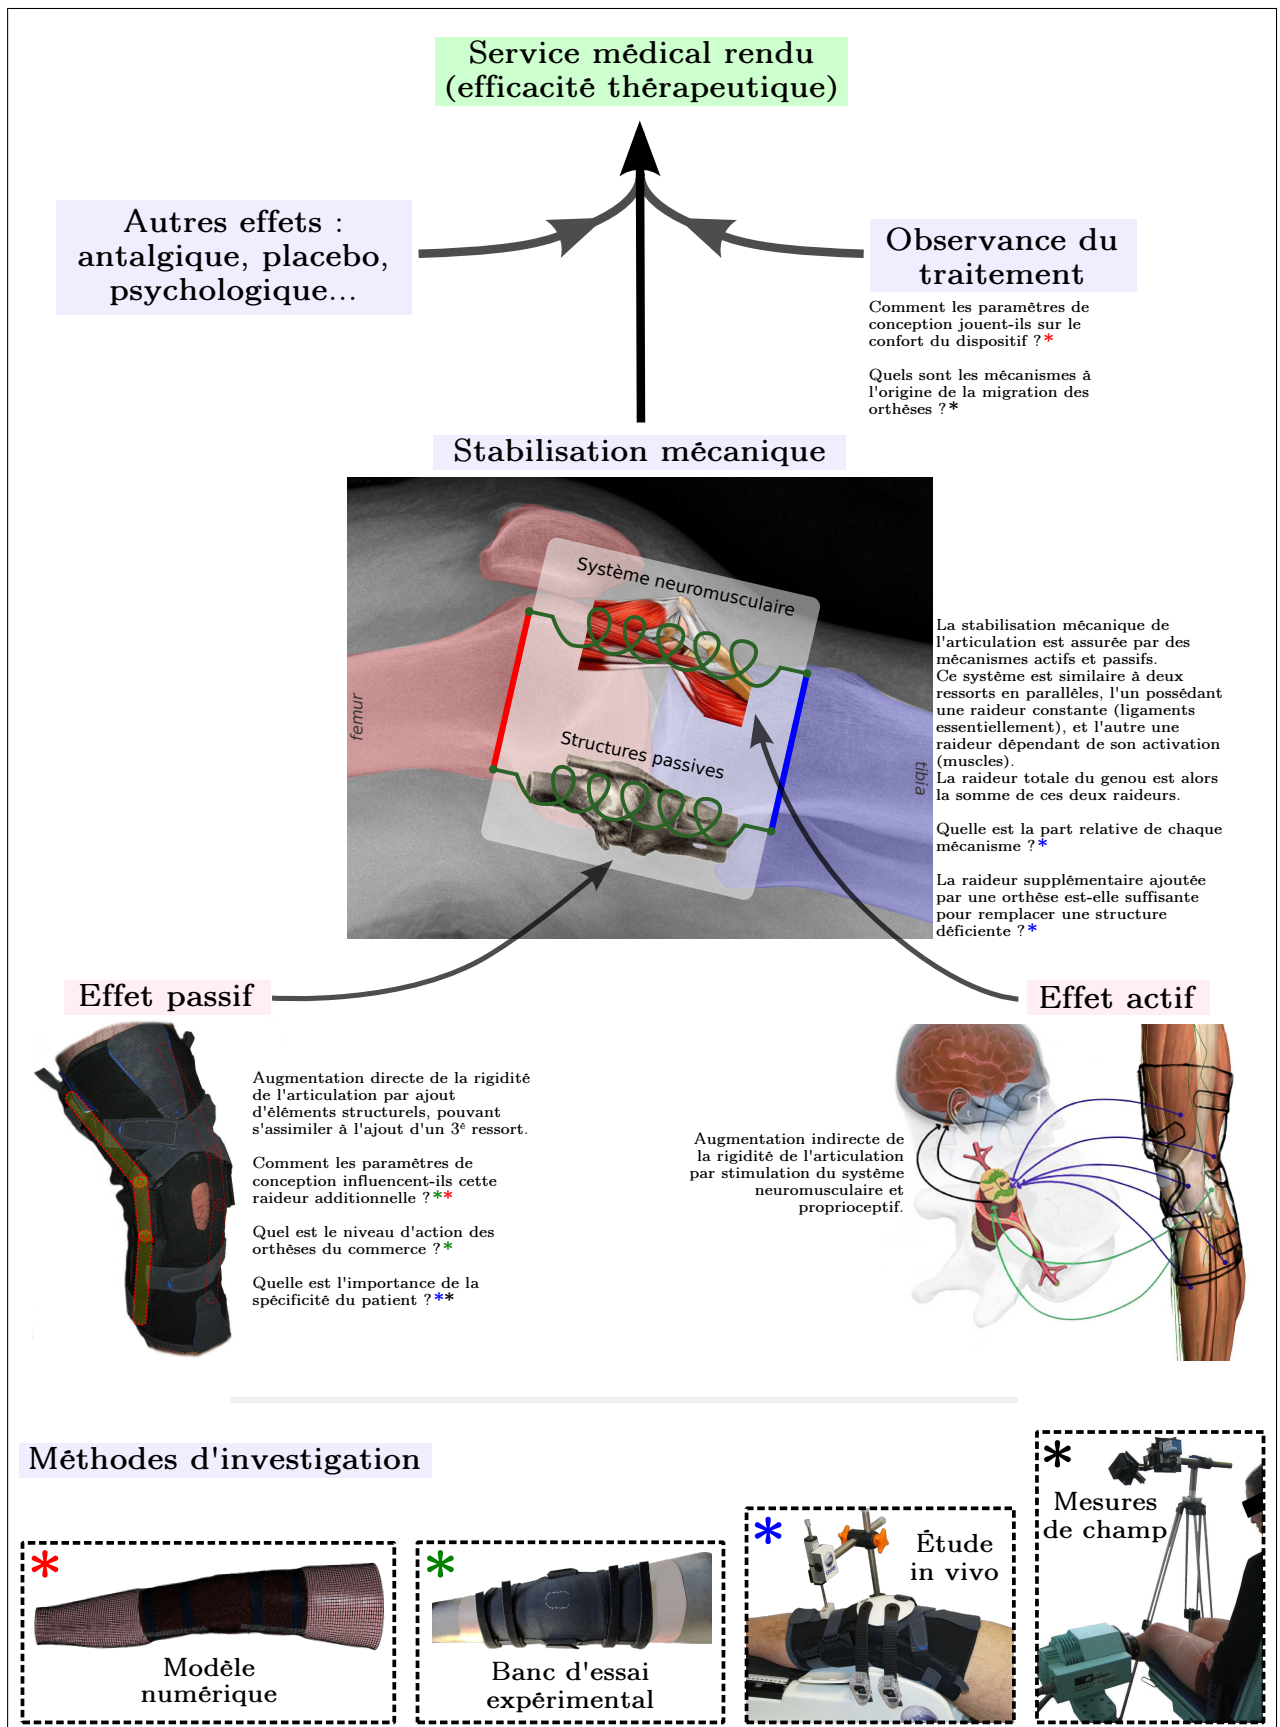 Service médical rendu
(efficacité thérapeutique)
Autres effets :
antalgique, placebo,
psychologique...
Observance du
traitement
Comment les paramètres de
conception jouent-ils sur le
confort du dispositif ?*
Quels sont les mécanismes à
l'origine de la migration des
orthèses ?*
Stabilisation mécanique
Système neuromusculaire
femur
Structures passives
tibia
La stabilisation mécanique de
l'articulation est assurée par des
mécanismes actifs et passifs.
Ce système est similaire à deux
ressorts en parallèles, l'un possédant
une raideur constante (ligaments
essentiellement), et l'autre une
raideur dépendant de son activation
(muscles).
La raideur totale du genou est alors
la somme de ces deux raideurs.
Quelle est la part relative de chaque
mécanisme ?*
La raideur supplémentaire ajoutée
par une orthèse est-elle suffisante
pour remplacer une structure
déficiente ?*
Effet passif
Augmentation directe de la rigidité
de l'articulation par ajout
d'éléments structurels, pouvant
s'assimiler à l'ajout d'un 3è ressort.
Comment les paramètres de
conception influencent-ils cette
raideur additionnelle ?**
Quel est le niveau d'action des
orthèses du commerce ?*
Quelle est l'importance de la
spécificité du patient ?**
Effet actif
Augmentation indirecte de
la rigidité de l'articulation
par stimulation du système
neuromusculaire et
proprioceptif.
Méthodes d'investigation
*
Modèle
numérique
*
Banc d'essai
expérimental
*
Étude
in vivo
*
Mesures
de champ